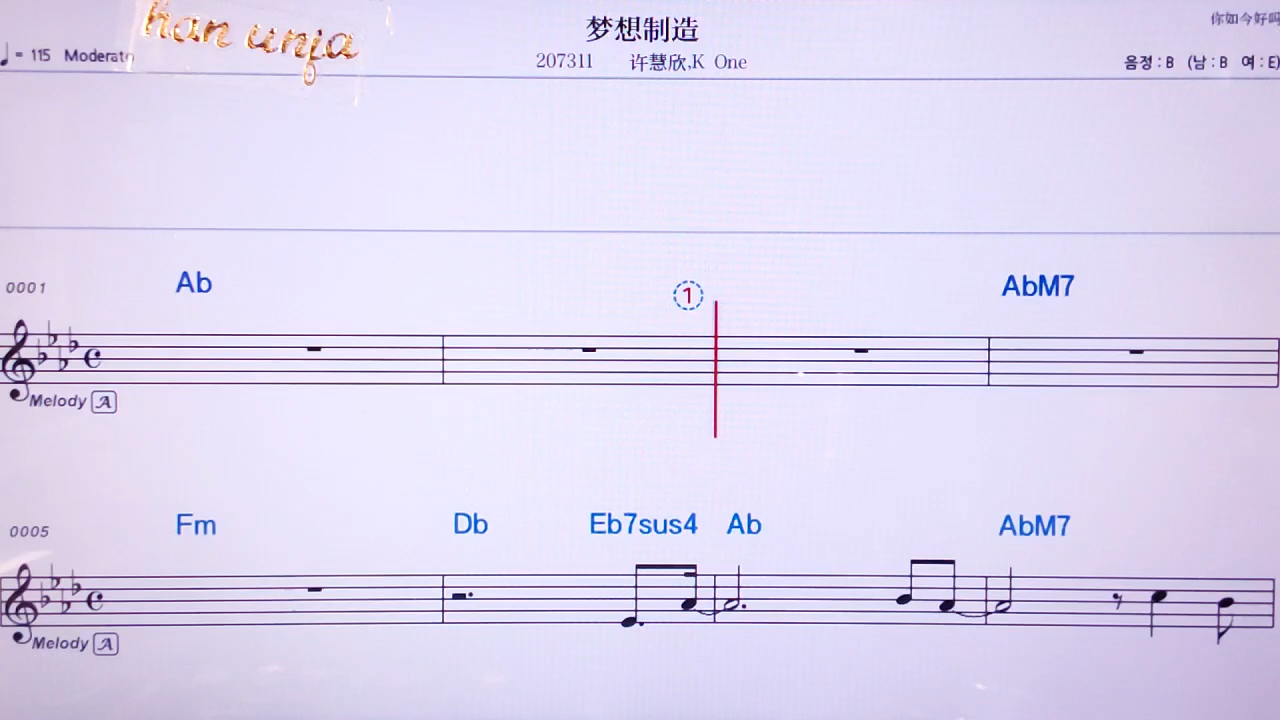 han unja
梦想制造
你如今好吗
♩= 115 Moderato
207311 许慧欣,K One
음정 : B (남 : B 여 : E)
0001
Ab
1
AbM7
Melody A
0005
Fm
Db
Eb7sus4
Ab
AbM7
Melody A